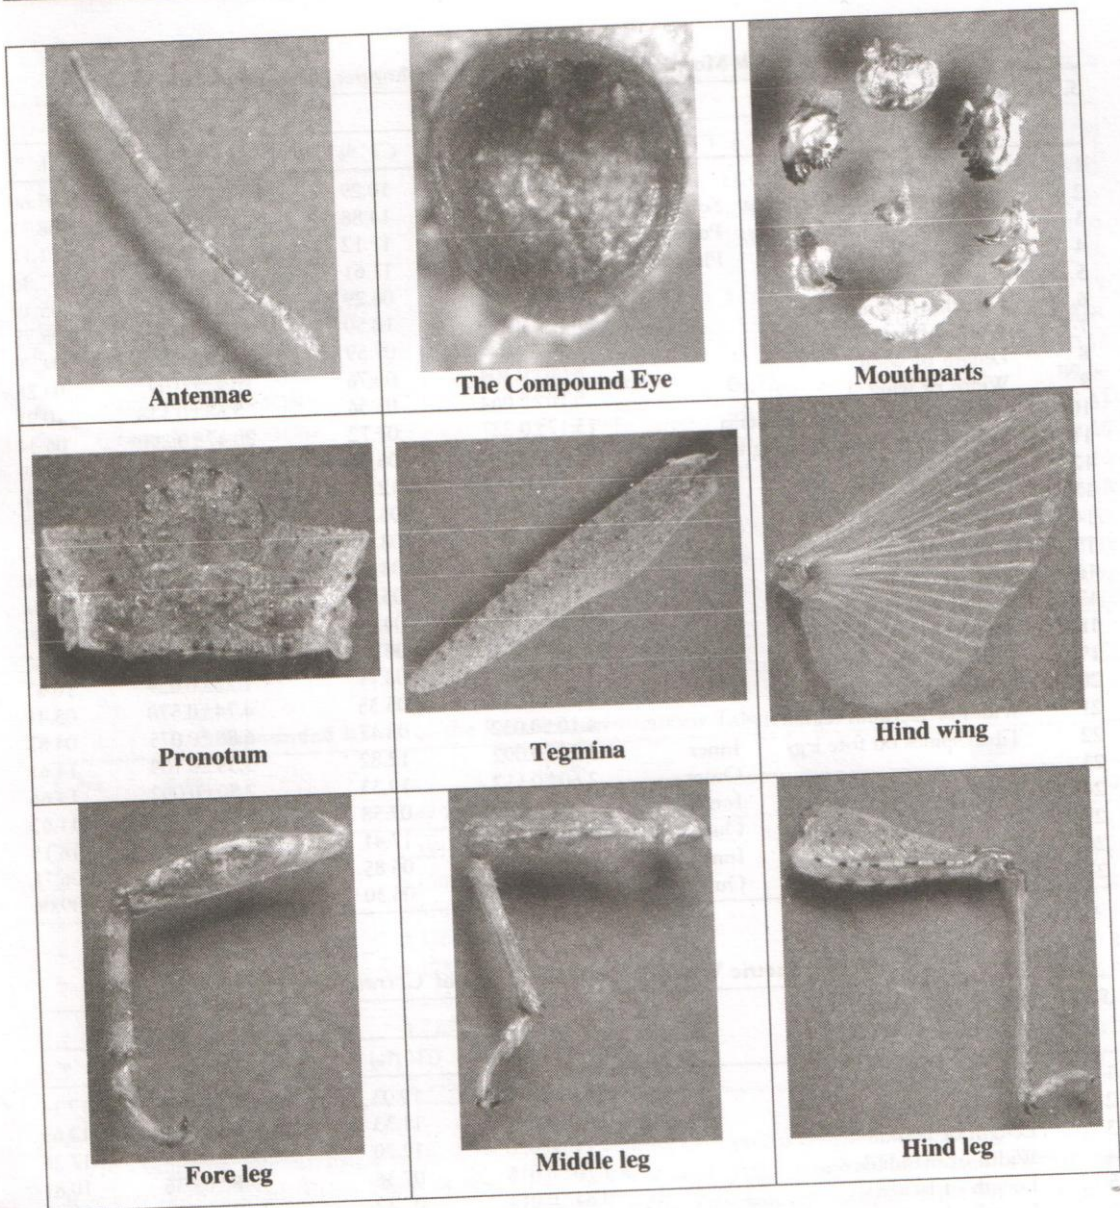 Antennae
The Compound Eye
Mouthparts
Pronotum
Tegmina
Hind wing
Fore leg
Middle leg
Hind leg